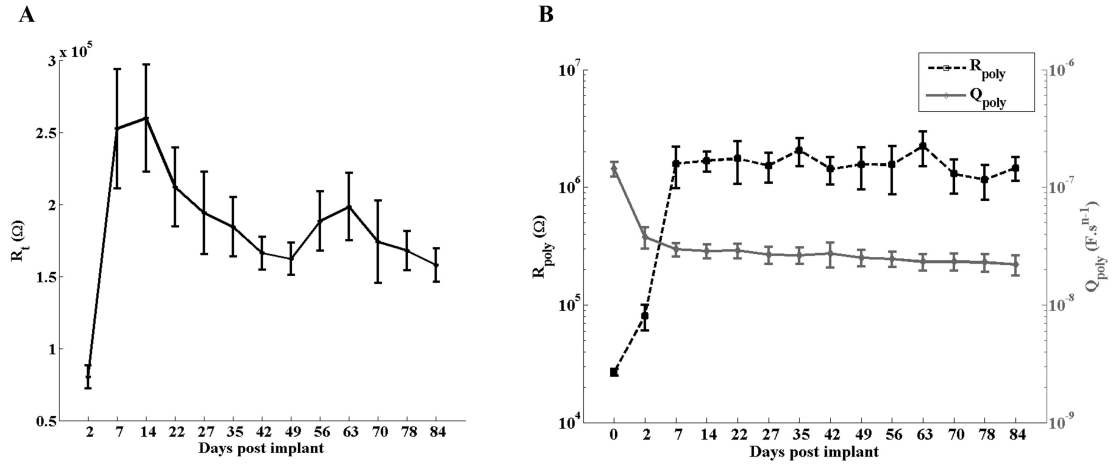 A
x 10^5
3
2.5
2
1.5
1
0.5
R_t (Ω)
2 7 14 22 27 35 42 49 56 63 70 78 84
Days post implant
B
R_poly
Q_poly
10^7
10^6
10^5
10^4
R_poly (Ω)
10^-6
10^-7
10^-8
10^-9
Q_poly (F.s^n-1)
0 2 7 14 22 27 35 42 49 56 63 70 78 84
Days post implant